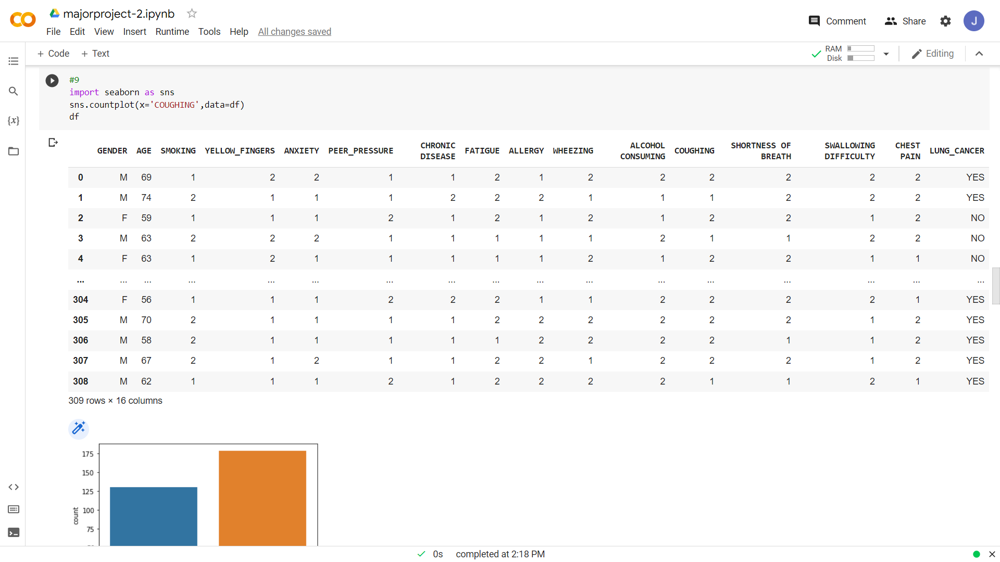 majorproject-2.ipynb
File Edit View Insert Runtime Tools Help All changes saved
Comment Share J
+ Code + Text
RAM
Disk
Editing
#9
import seaborn as sns
sns.countplot(x='COUGHING',data=df)
df
GENDER AGE SMOKING YELLOW_FINGERS ANXIETY PEER_PRESSURE CHRONIC DISEASE FATIGUE ALLERGY WHEEZING ALCOHOL CONSUMING COUGHING SHORTNESS OF BREATH SWALLOWING DIFFICULTY CHEST PAIN LUNG_CANCER
0 M 69 1 2 2 1 1 2 1 2 2 2 2 2 2 YES
1 M 74 2 1 1 1 2 2 2 1 1 1 2 2 2 YES
2 F 59 1 1 1 2 1 2 1 2 1 2 2 1 2 NO
3 M 63 2 2 2 1 1 1 1 1 2 1 1 2 2 NO
4 F 63 1 2 1 1 1 1 1 2 1 2 2 1 1 NO
... ... ... ... ... ... ... ... ... ... ... ... ... ... ... ... ...
304 F 56 1 1 1 2 2 2 1 1 2 2 2 2 1 YES
305 M 70 2 1 1 1 1 2 2 2 2 2 2 1 2 YES
306 M 58 2 1 1 1 1 1 2 2 2 2 1 1 2 YES
307 M 67 2 1 2 1 1 2 2 1 2 2 2 1 2 YES
308 M 62 1 1 1 2 1 2 2 2 2 1 1 2 1 YES
309 rows × 16 columns
175
150
125
100
75
count
0s completed at 2:18 PM